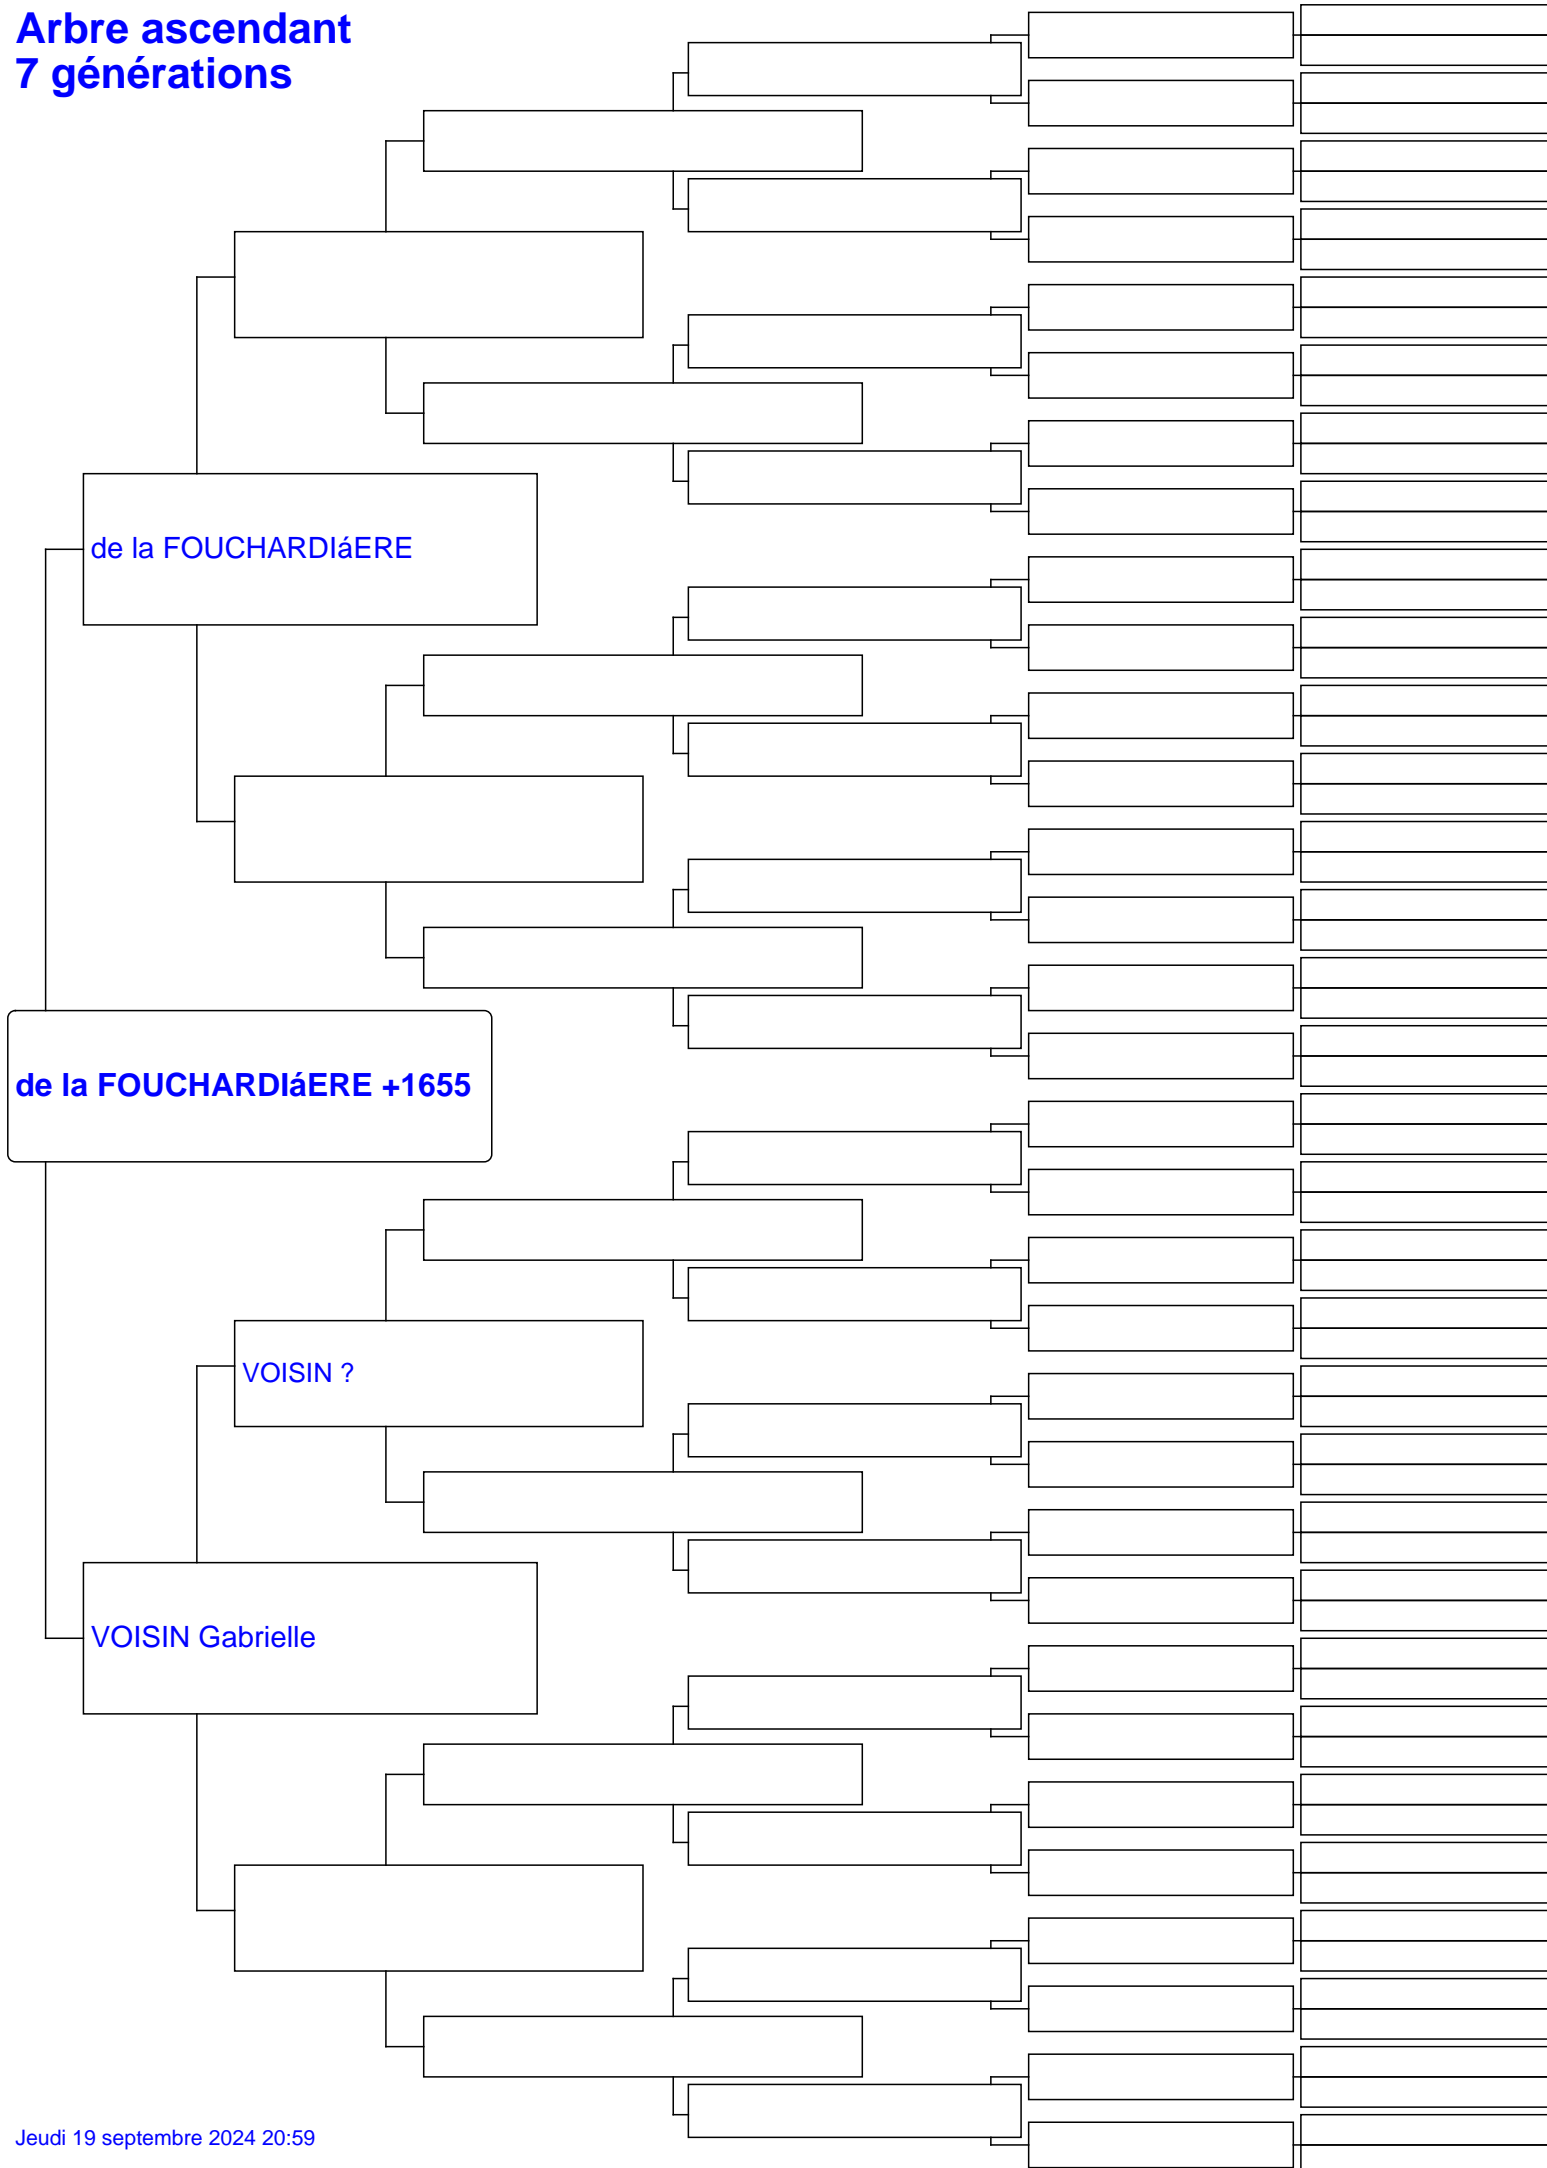 Arbre ascendant
7 générations
de la FOUCHARDIáERE
de la FOUCHARDIáERE +1655
VOISIN ?
VOISIN Gabrielle
Jeudi 19 septembre 2024 20:59